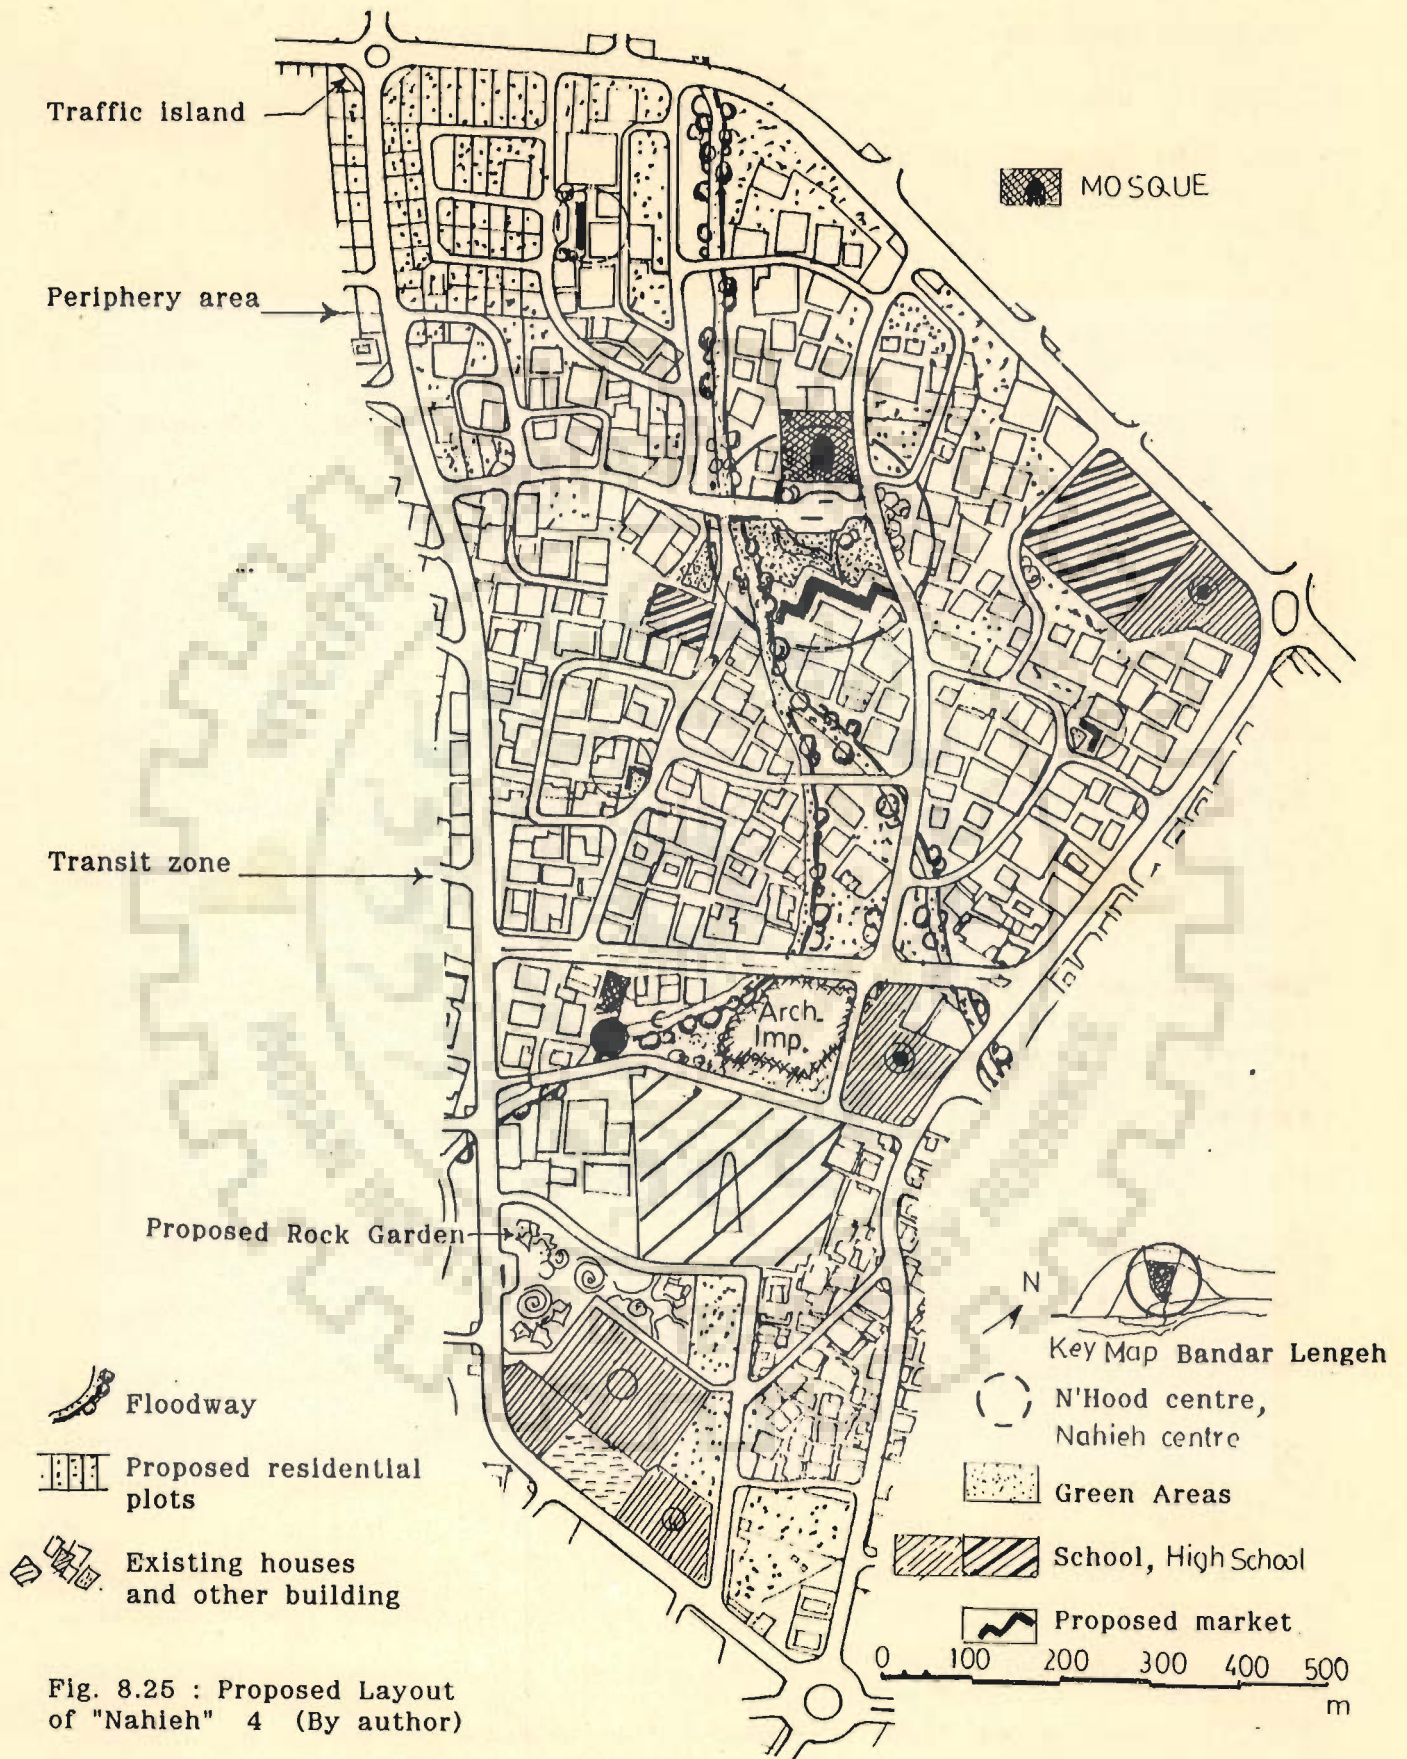 Traffic island
MOSQUE
Periphery area
Transit zone
Arch.
Imp.
Proposed Rock Garden
N
Key Map Bandar Lengeh
Floodway
N'Hood centre,
Nahieh centre
Proposed residential
plots
Green Areas
Existing houses
and other building
School, High School
Proposed market
0 100 200 300 400 500
m
Fig. 8.25 : Proposed Layout
of "Nahieh" 4 (By author)